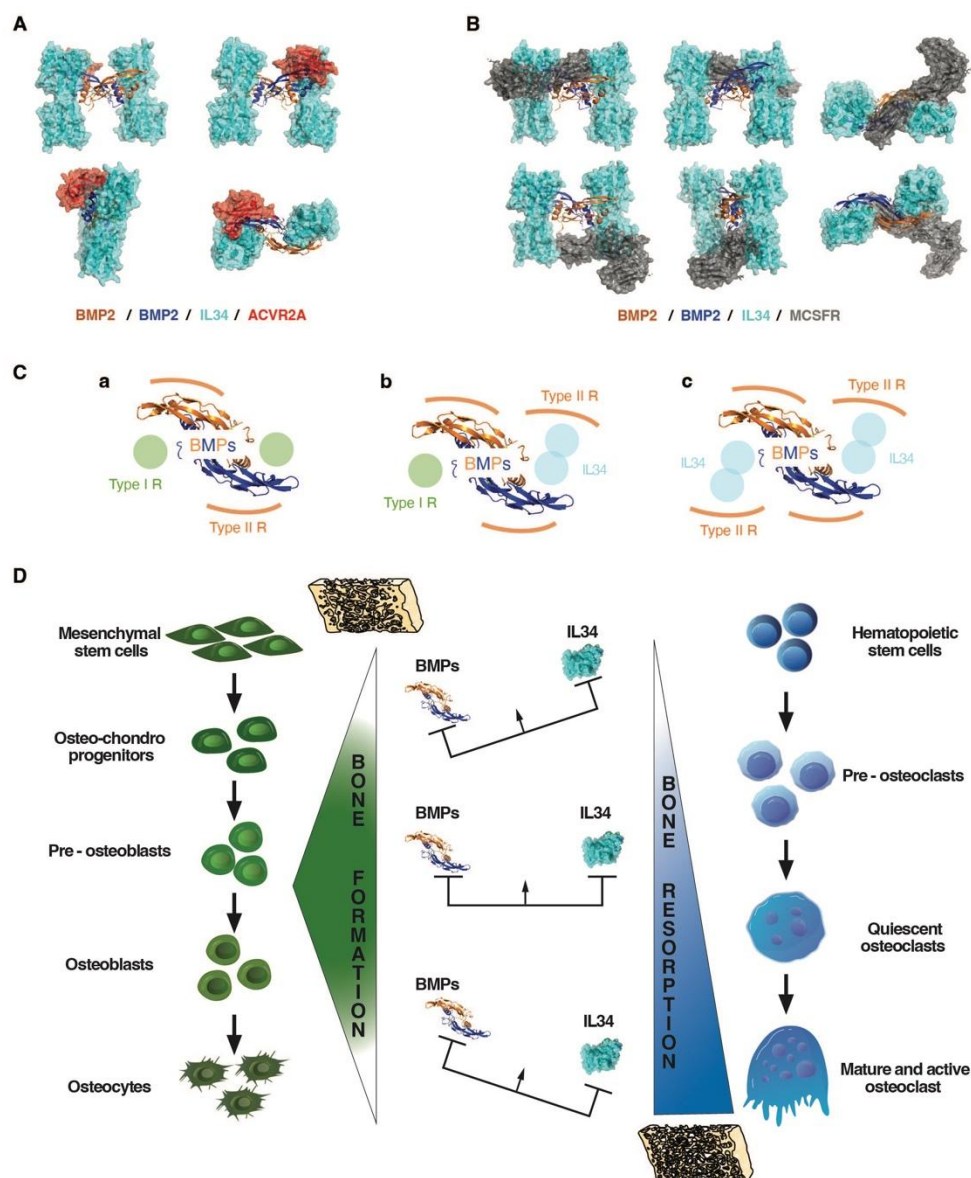 A
BMP2 / BMP2 / IL34 / ACVR2A
B
BMP2 / BMP2 / IL34 / MCSFR
C
a
BMPs
Type I R
Type II R
b
Type II R
BMPs
IL34
Type I R
c
Type II R
IL34
BMPs
IL34
Type II R
D
Mesenchymal
stem cells
Osteo-chondro
progenitors
Pre - osteoblasts
Osteoblasts
Osteocytes
BONE FORMATION
BMPs
IL34
BMPs
IL34
BMPs
IL34
BONE RESORPTION
Hematopoietic
stem cells
Pre - osteoclasts
Quiescent
osteoclasts
Mature and active
osteoclast